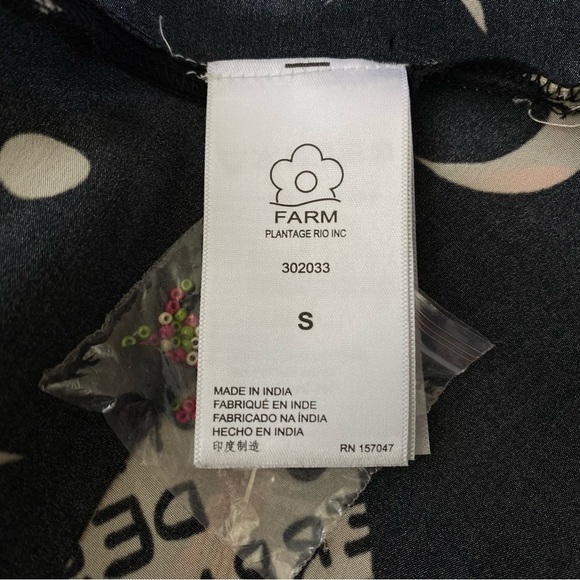 FARM
PLANTAGE RIO INC
302033
S
MADE IN INDIA
FABRIQUÉ EN INDE
FABRICADO NA ÍNDIA
HECHO EN INDIA
印度制造
RN 157047